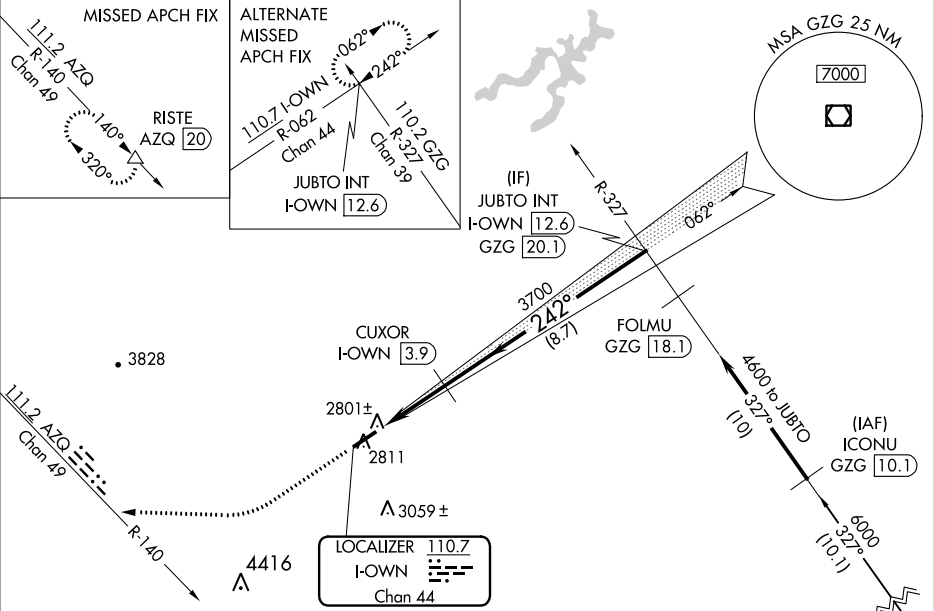 MISSED APCH FIX
111.2 AZQ
R-140
Chan 49
140°
320°
RISTE
AZQ 20
ALTERNATE
MISSED
APCH FIX
062°
242°
110.7 I-OWN
R-062
Chan 44
110.2 GZG
R-327
Chan 39
JUBTO INT
I-OWN 12.6
MSA GZG 25 NM
7000
(IF)
JUBTO INT
I-OWN 12.6
GZG 20.1
R-327
062°
3700
242°
(8.7)
FOLMU
GZG 18.1
CUXOR
I-OWN 3.9
3828
2801±
2811
111.2 AZQ
Chan 49
R-140
3059 ±
4416
LOCALIZER 110.7
I-OWN
Chan 44
4600 to JUBTO
327°
(10)
(IAF)
ICONU
GZG 10.1
6000
327°
(10.1)